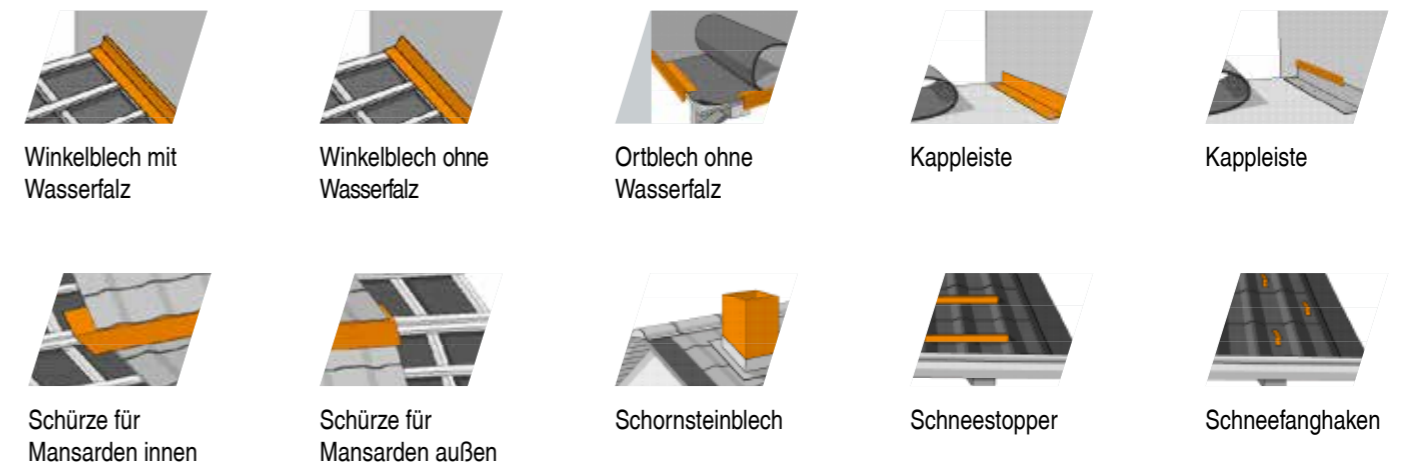 Winkelblech mit
Wasserfalz
Winkelblech ohne
Wasserfalz
Ortblech ohne
Wasserfalz
Kappleiste
Kappleiste
Schürze für
Mansarden innen
Schürze für
Mansarden außen
Schornsteinblech
Schneestopper
Schneefanghaken